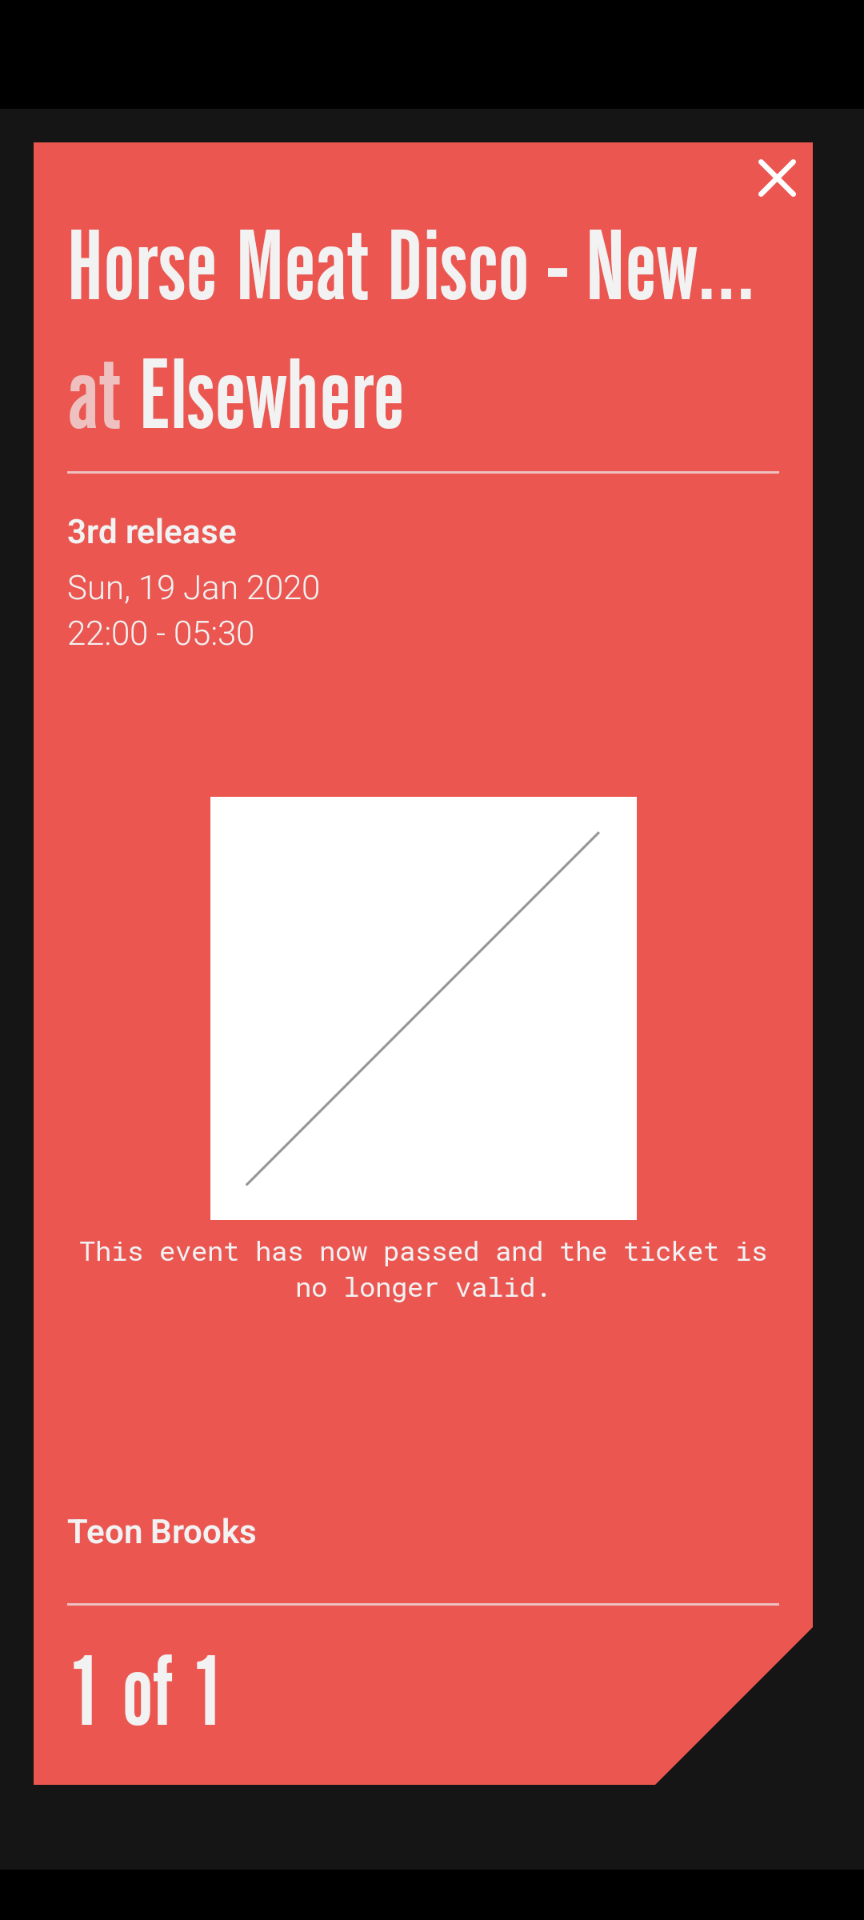 Horse Meat Disco - New...
at Elsewhere
3rd release
Sun, 19 Jan 2020
22:00 - 05:30
This event has now passed and the ticket is
no longer valid.
Teon Brooks
1 of 1